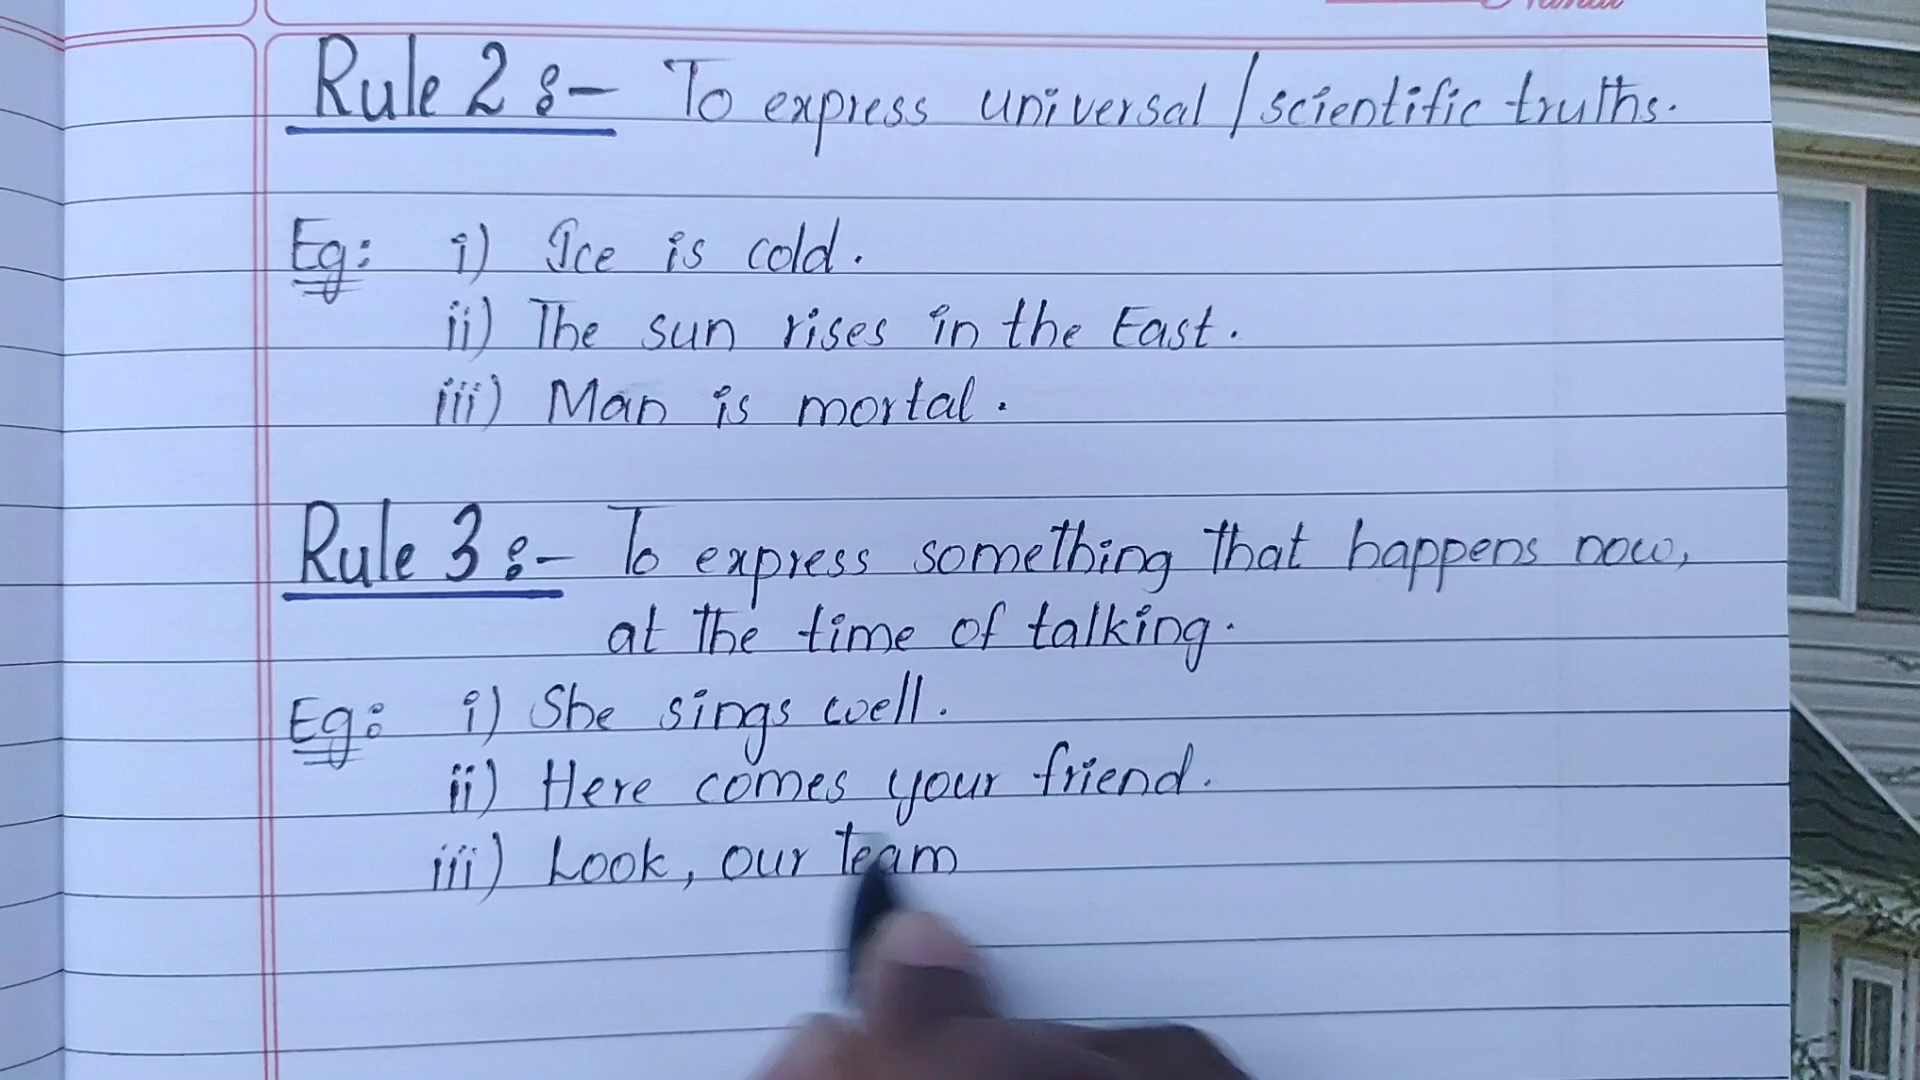 Rule 2 :- To express universal / scientific truths.
Eg: i) Ice is cold.
ii) The sun rises in the East.
iii) Man is mortal.
Rule 3 :- To express something that happens now,
at the time of talking.
Eg: i) She sings well.
ii) Here comes your friend.
iii) Look, our team